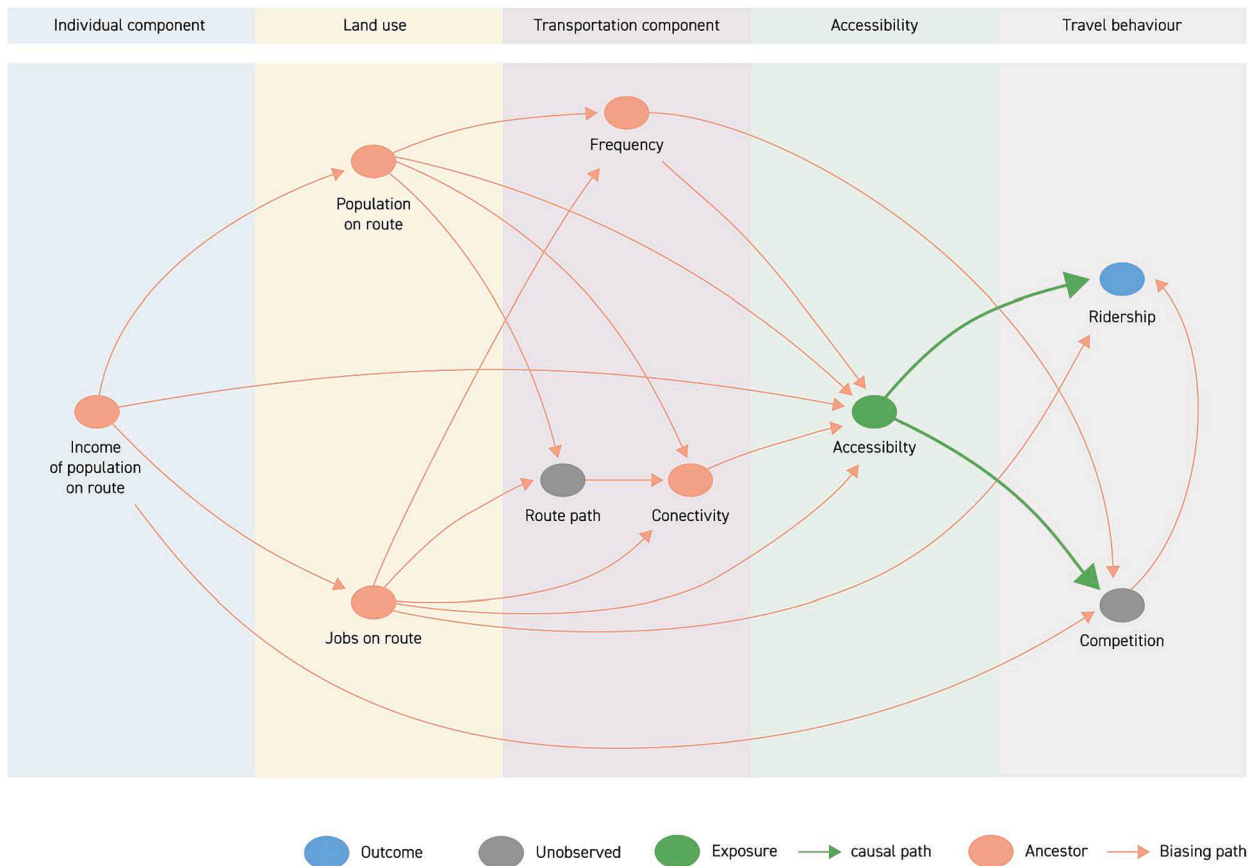 Individual component
Land use
Transportation component
Accessibility
Travel behaviour
Frequency
Population
on route
Ridership
Income
of population
on route
Accessibilty
Route path
Conectivity
Jobs on route
Competition
Outcome
Unobserved
Exposure
causal path
Ancestor
Biasing path